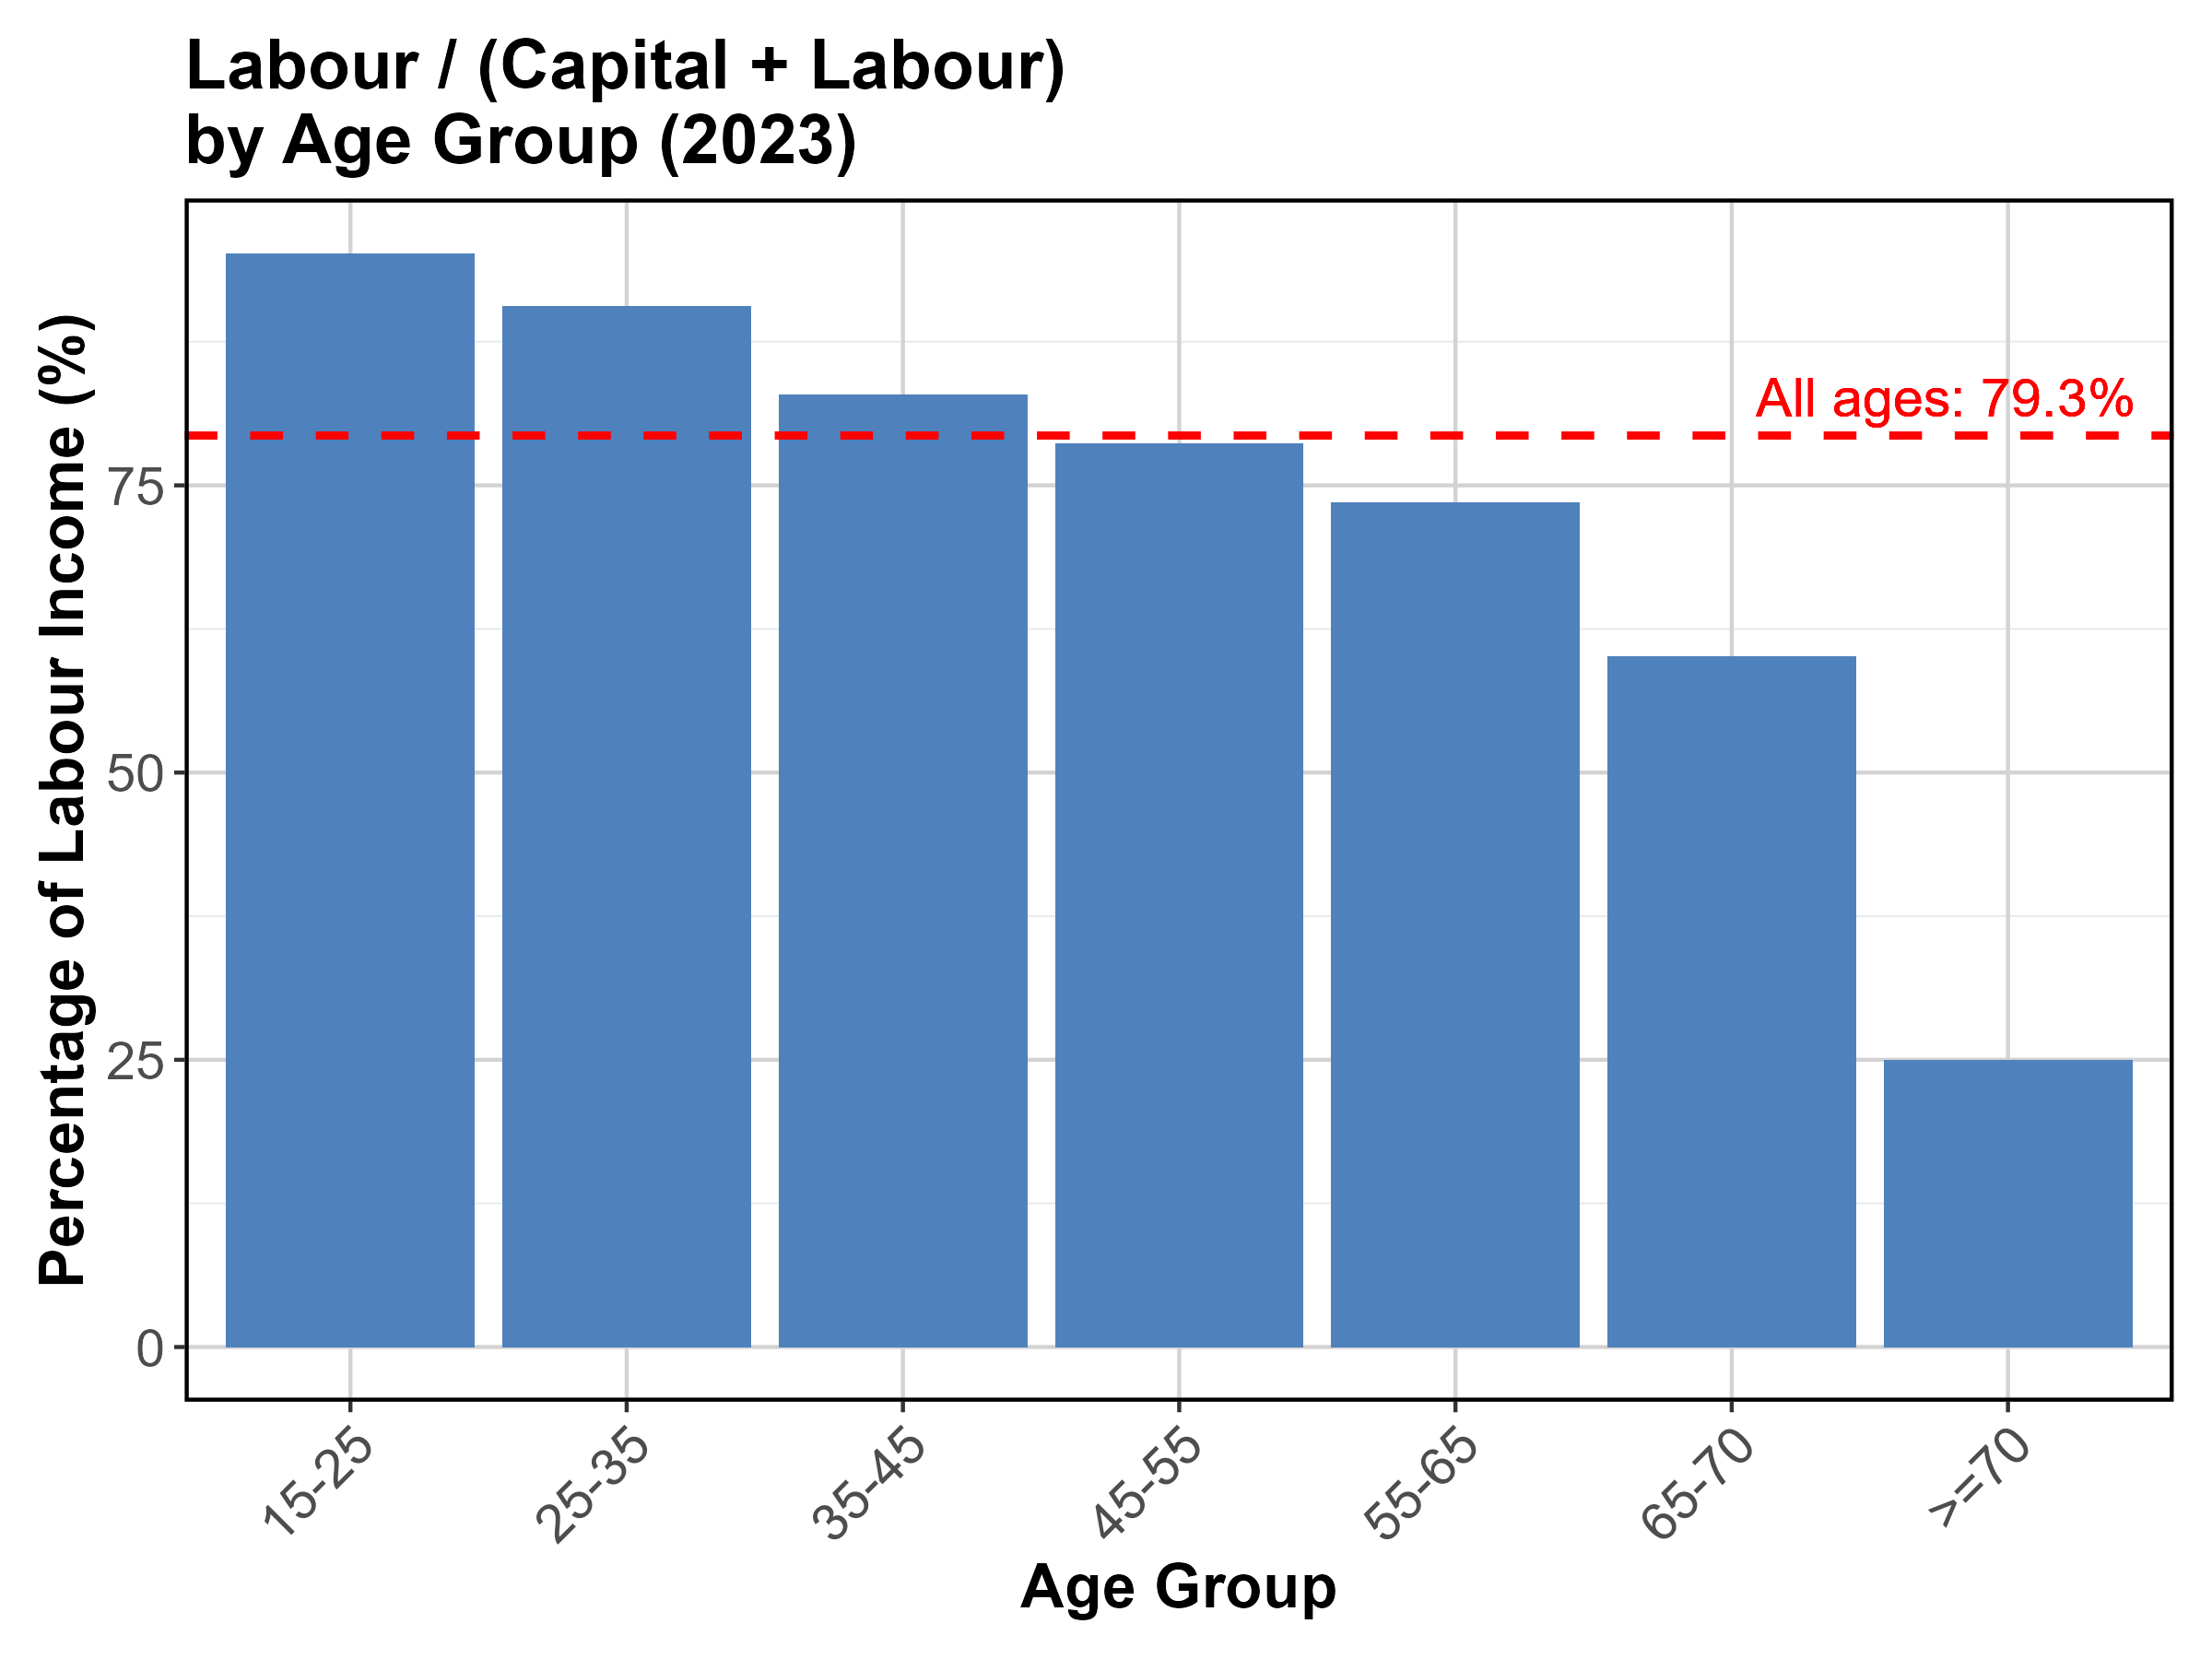 Labour / (Capital + Labour)
by Age Group (2023)
Percentage of Labour Income (%)
75
50
25
0
All ages: 79.3%
15-25
25-35
35-45
45-55
55-65
65-70
>=70
Age Group